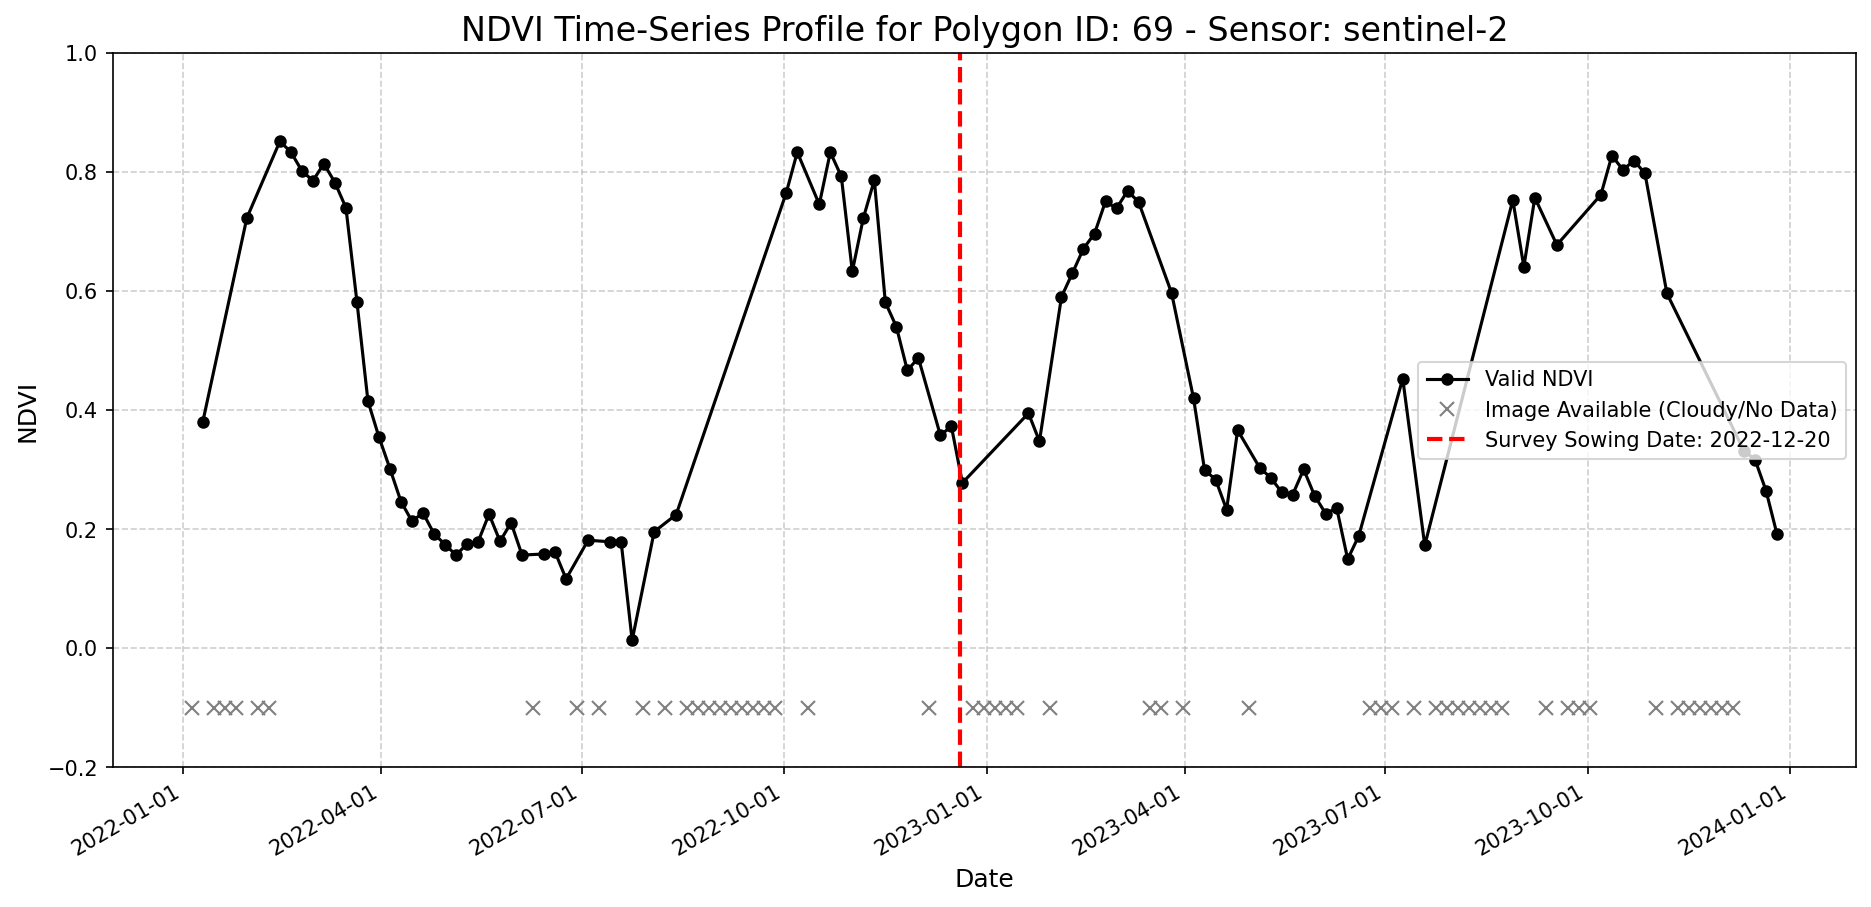 NDVI Time-Series Profile for Polygon ID: 69 - Sensor: sentinel-2
1.0
0.8
0.6
0.4
0.2
0.0
−0.2
NDVI
Valid NDVI
Image Available (Cloudy/No Data)
Survey Sowing Date: 2022-12-20
2022-01-01
2022-04-01
2022-07-01
2022-10-01
2023-01-01
2023-04-01
2023-07-01
2023-10-01
2024-01-01
Date